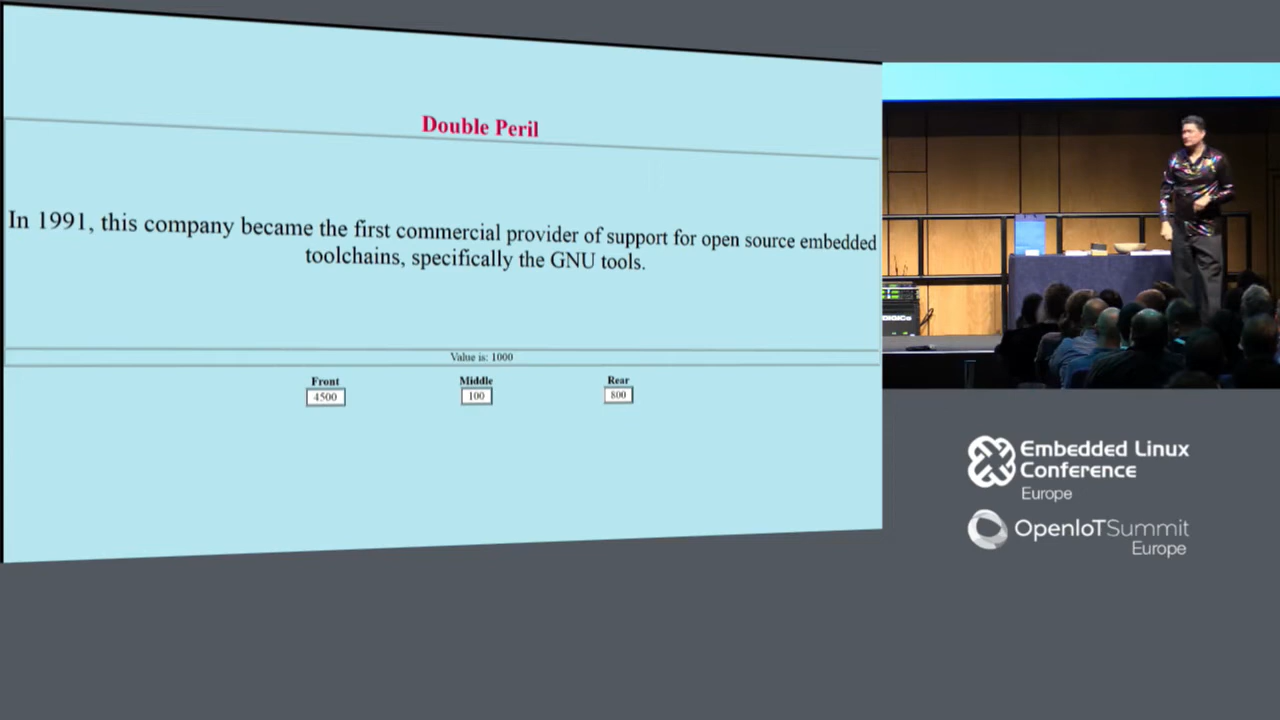 Double Peril
In 1991, this company became the first commercial provider of support for open source embedded
toolchains, specifically the GNU tools.
Value is: 1000
Front Middle Rear
4500 100 800
Embedded Linux
Conference
Europe
OpenIoTSummit
Europe